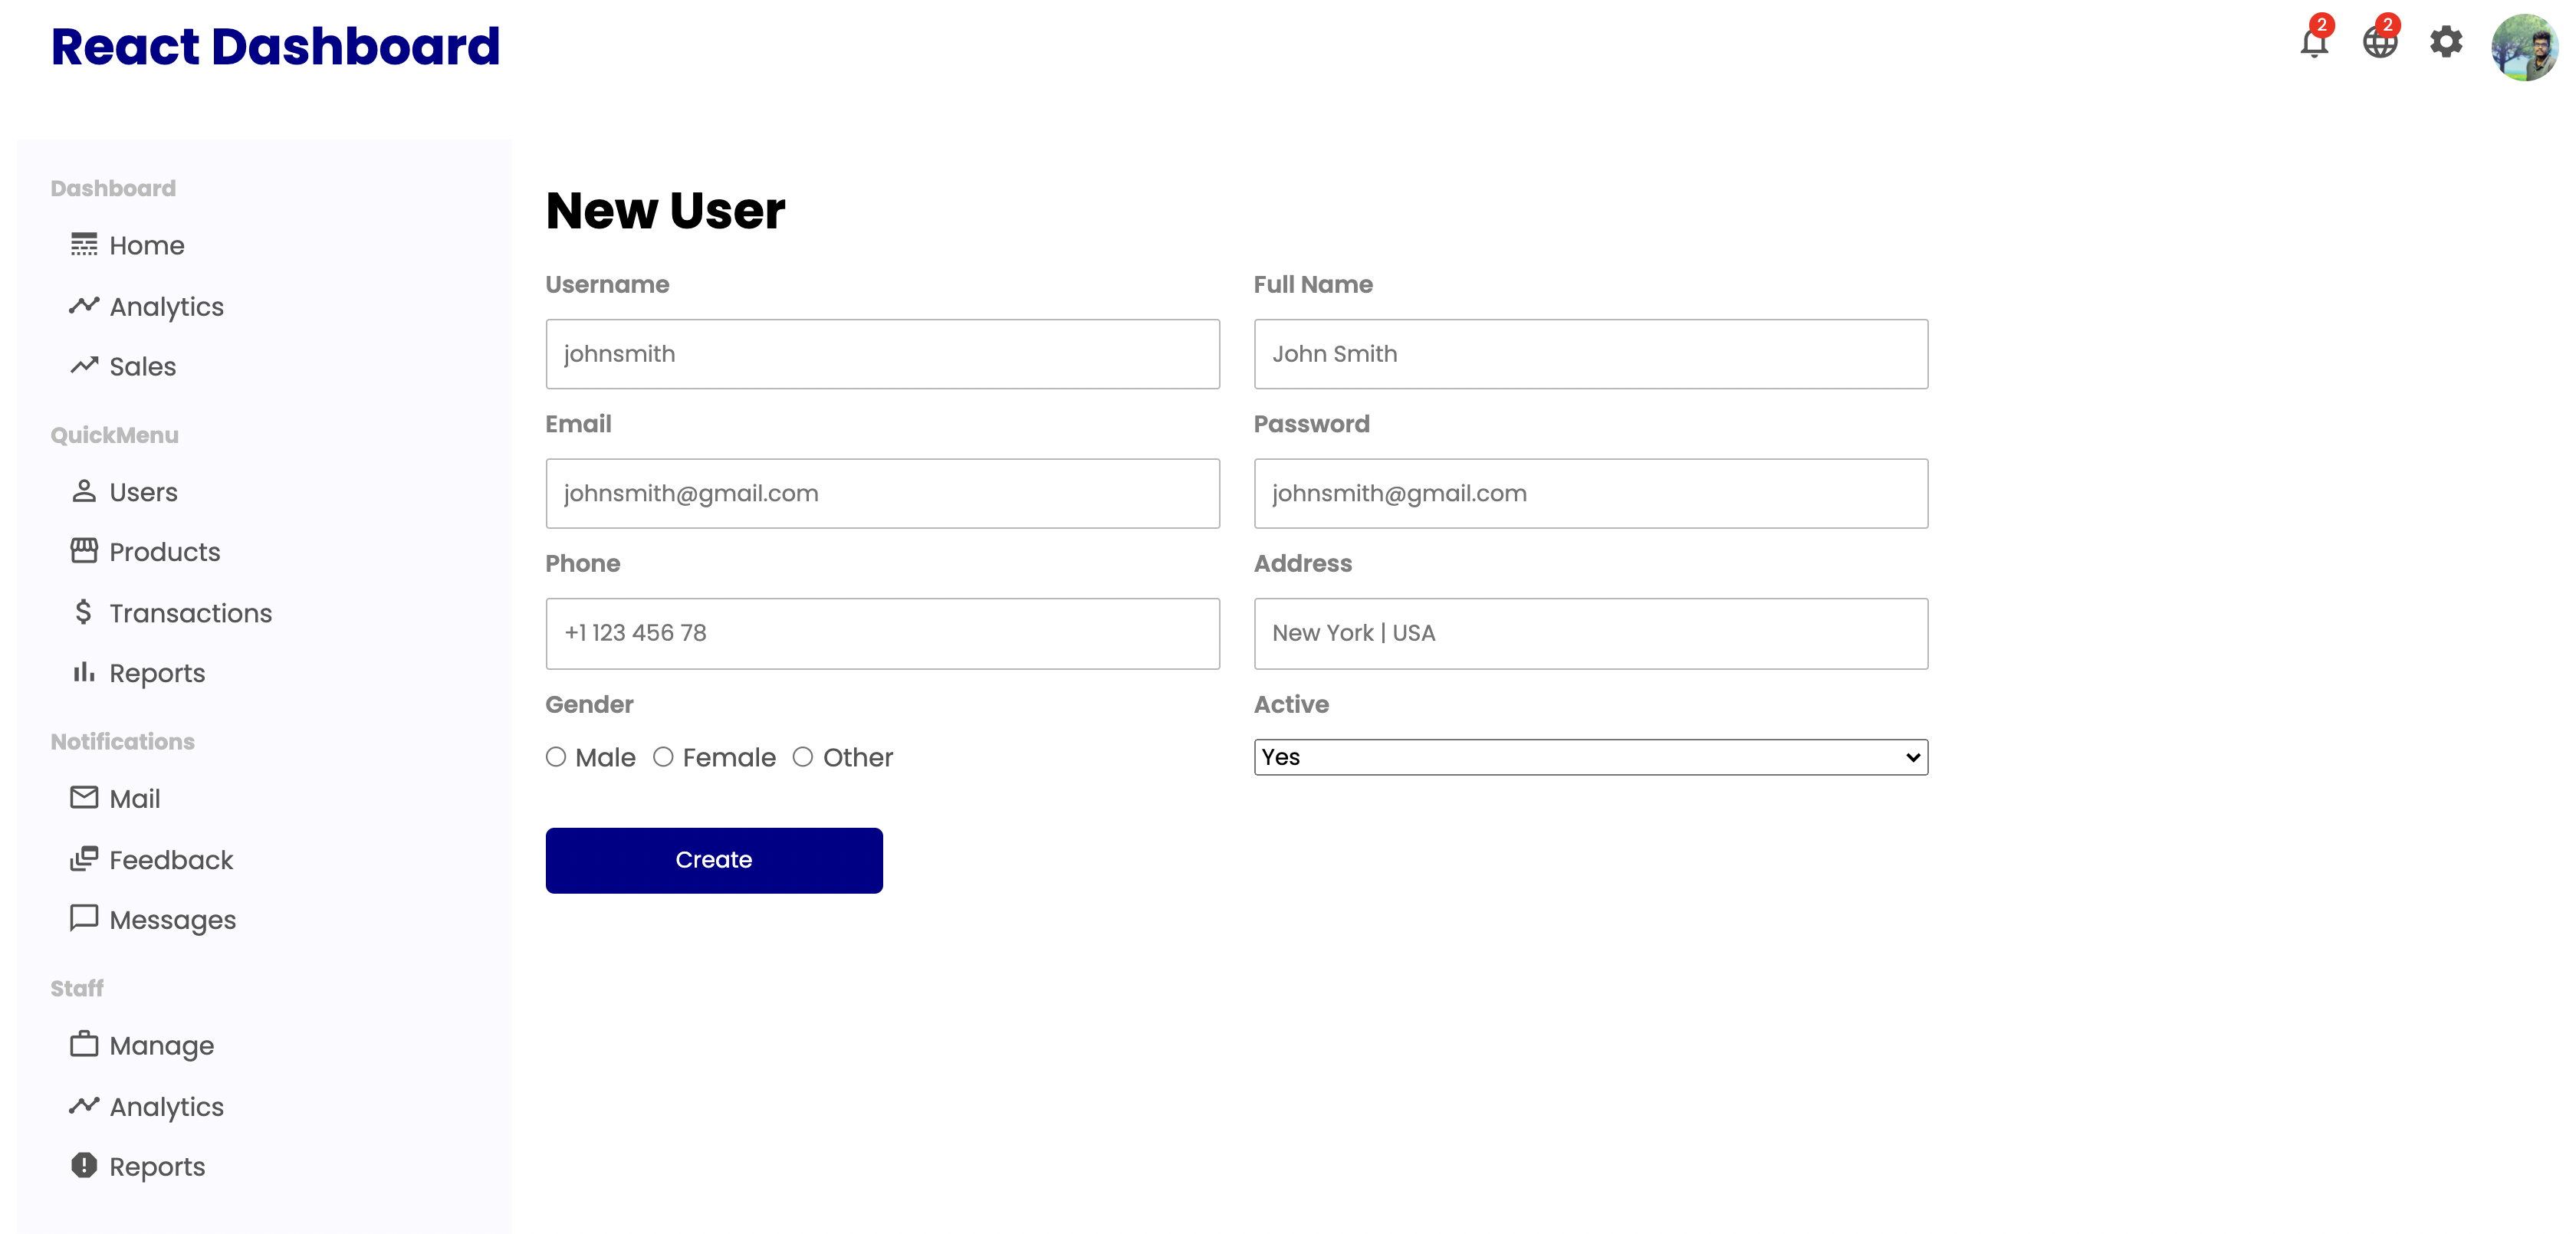 React Dashboard
2
2
Dashboard
Home
Analytics
Sales
QuickMenu
Users
Products
Transactions
Reports
Notifications
Mail
Feedback
Messages
Staff
Manage
Analytics
Reports
New User
Username
Full Name
johnsmith
John Smith
Email
Password
johnsmith@gmail.com
johnsmith@gmail.com
Phone
Address
+1 123 456 78
New York | USA
Gender
Active
Male Female Other
Yes
Create